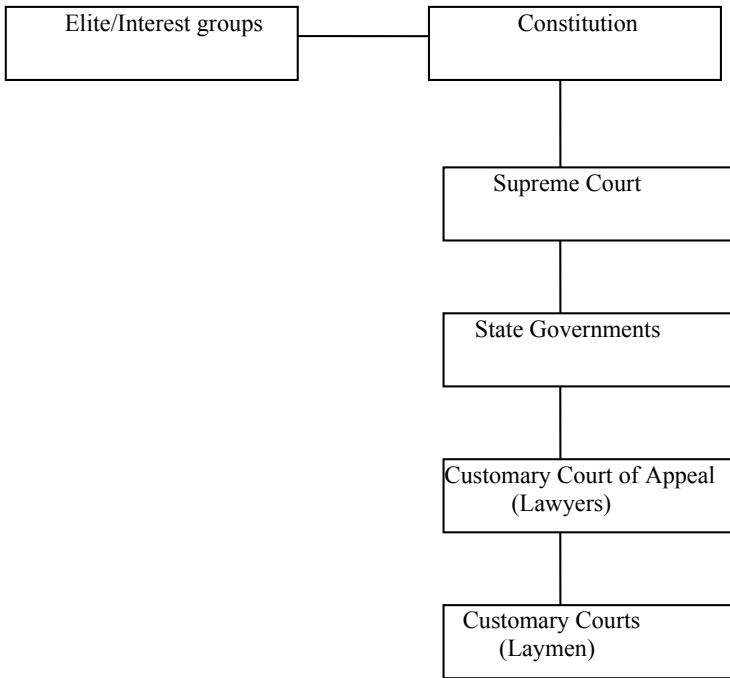 Elite/Interest groups
Constitution
Supreme Court
State Governments
Customary Court of Appeal
(Lawyers)
Customary Courts
(Laymen)